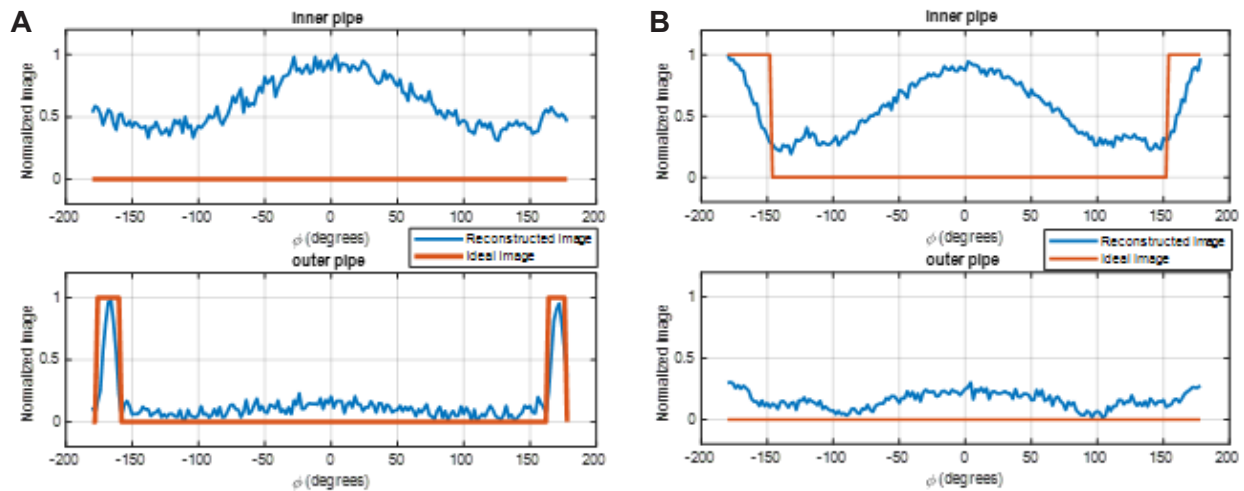 A
B
inner pipe
inner pipe
Normalized Image
1
0.5
0
-200
-150
-100
-50
0
50
100
150
200
ϕ (degrees)
Normalized Image
1
0.5
0
-200
-150
-100
-50
0
50
100
150
200
ϕ (degrees)
Reconstructed Image
Ideal Image
Reconstructed Image
Ideal Image
outer pipe
outer pipe
Normalized Image
1
0.5
0
-200
-150
-100
-50
0
50
100
150
200
ϕ (degrees)
Normalized Image
1
0.5
0
-200
-150
-100
-50
0
50
100
150
200
ϕ (degrees)